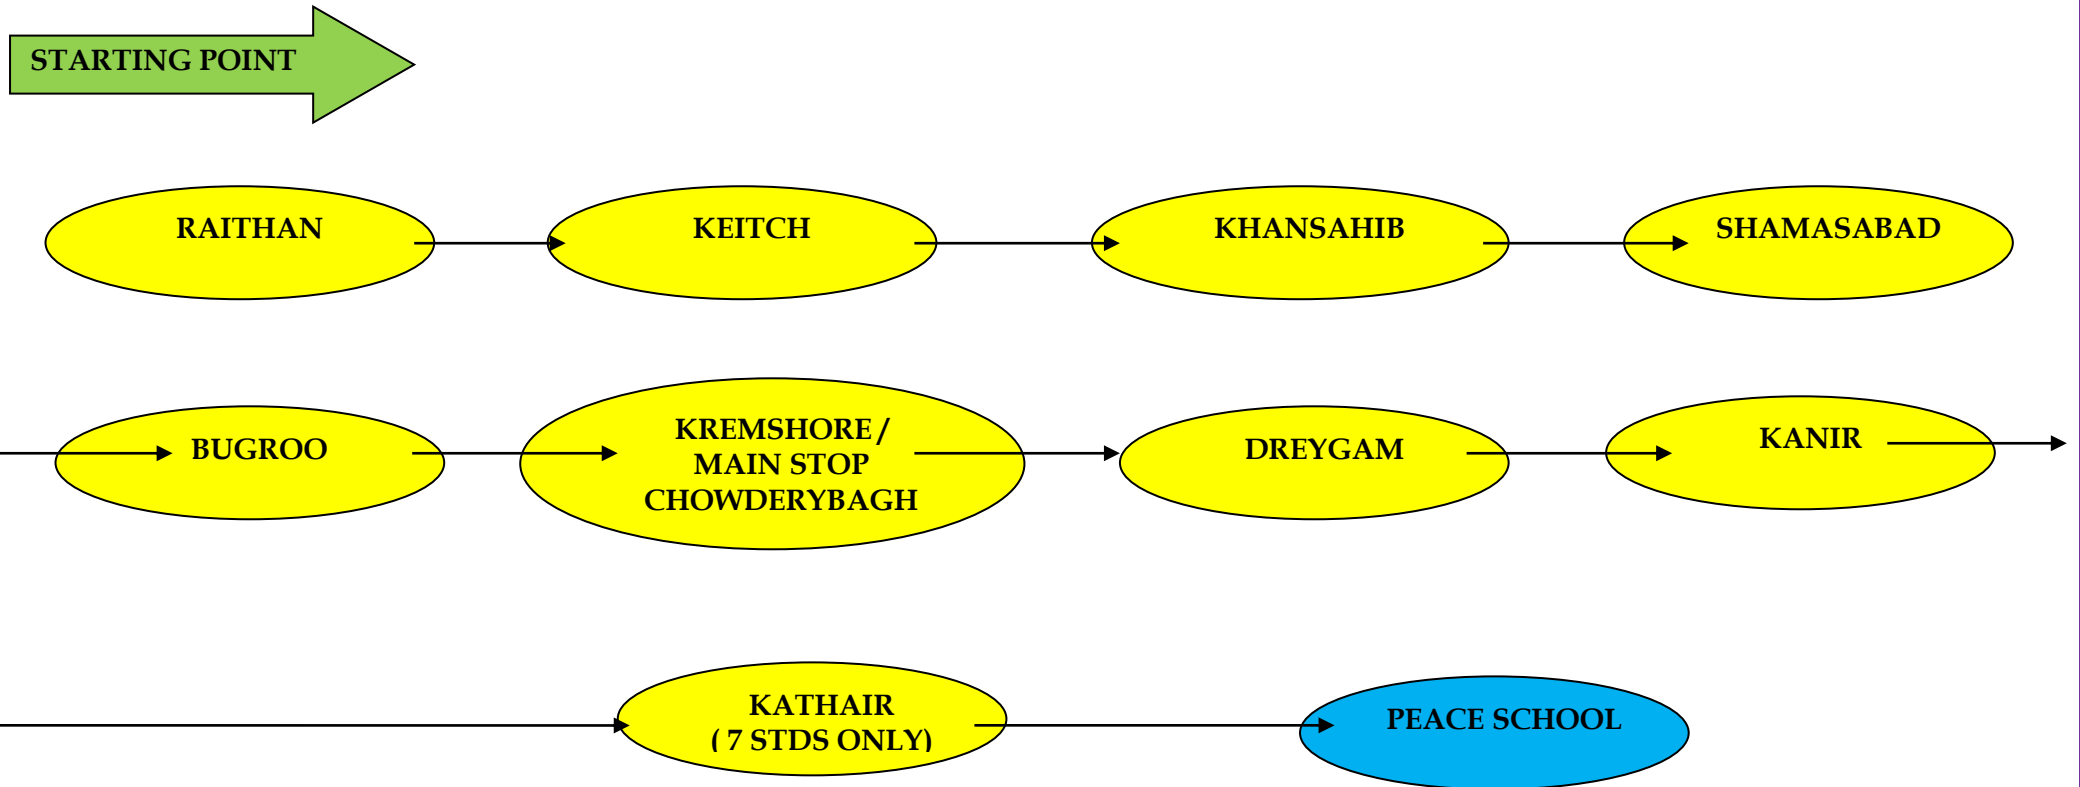 STARTING POINT
RAITHAN
KEITCH
KHANSAHIB
SHAMASABAD
BUGROO
KREMSHORE/
MAIN STOP
CHOWDERYBAGH
DREYGAM
KANIR
KATHAIR
( 7 STDS ONLY)
PEACE SCHOOL